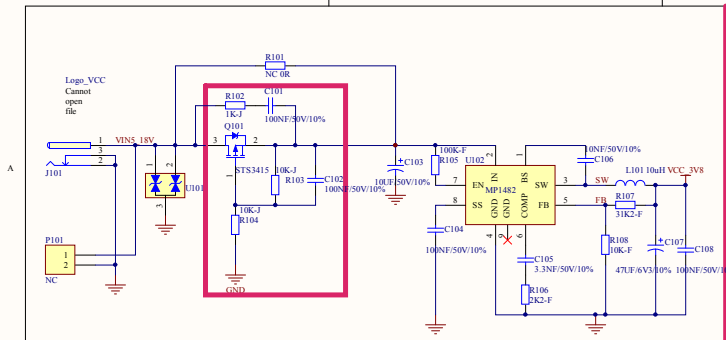 R101
NC 0R
Logo_VCC
Cannot
open
file
R102
1K-J
C101
100NF/50V/10%
1
3
2
J101
VIN5_18V
3
Q101
2
STS3415
1
1
2
3
U101
10K-J
R103
C102
100NF/50V/10%
10K-J
R104
GND
P101
1
2
NC
A
+
C103
10UF/50V/10%
100K-F
R105
U102
MP1482
2
1
7
EN
8
SS
IN
BS
SW
3
FB
5
GND
GND
COMP
4
9
6
10NF/50V/10%
C106
SW
L101 10uH
VCC_3V8
FB
R107
31K2-F
R108
10K-F
+
C107
47UF/6V3/10%
C108
100NF/50V/10%
C104
100NF/50V/10%
C105
3.3NF/50V/10%
R106
2K2-F